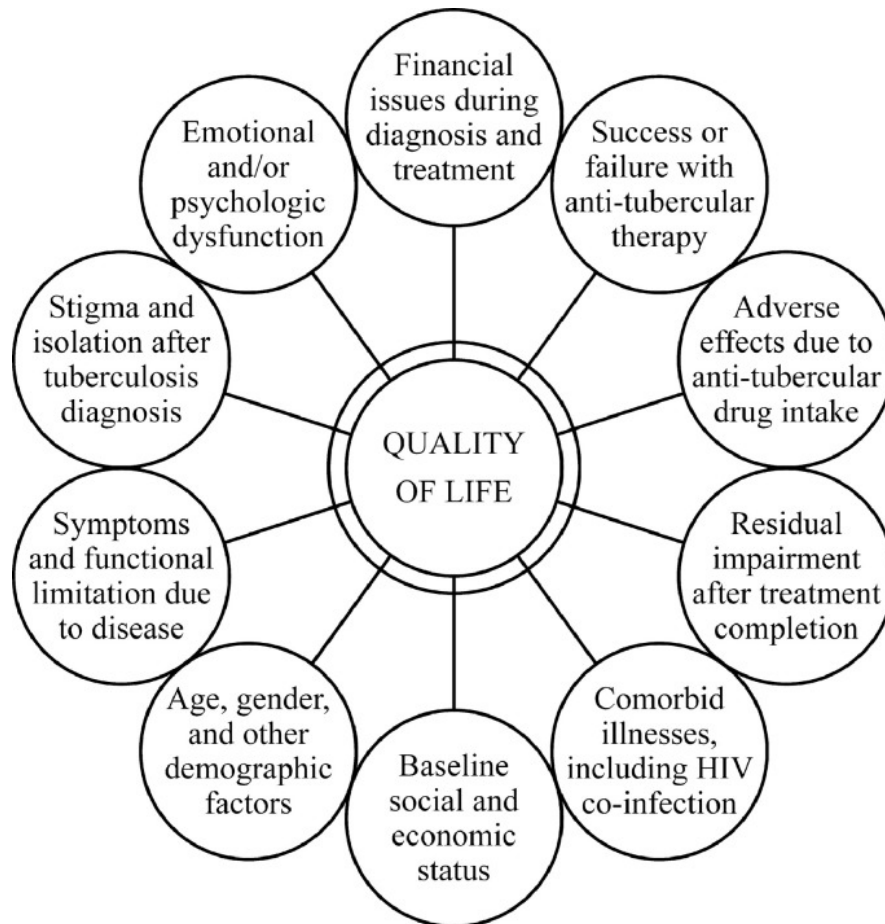 Financial
issues during
diagnosis and
treatment
Success or
failure with
anti-tubercular
therapy
Adverse
effects due to
anti-tubercular
drug intake
Residual
impairment
after treatment
completion
Comorbid
illnesses,
including HIV
co-infection
Baseline
social and
economic
status
Age, gender,
and other
demographic
factors
Symptoms
and functional
limitation due
to disease
Stigma and
isolation after
tuberculosis
diagnosis
Emotional
and/or
psychologic
dysfunction
QUALITY
OF LIFE